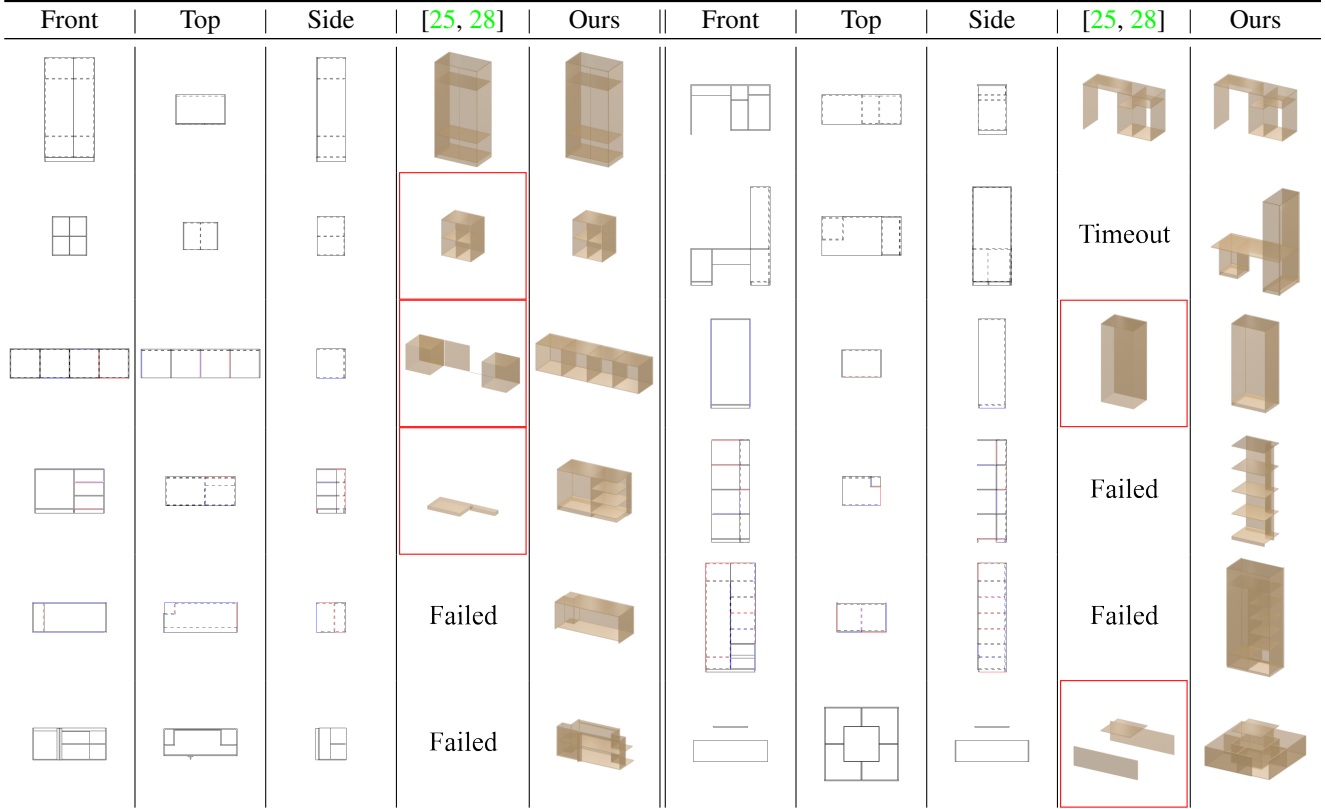 Front Top Side [25, 28] Ours Front Top Side [25, 28] Ours
Timeout
Failed
Failed Failed
Failed